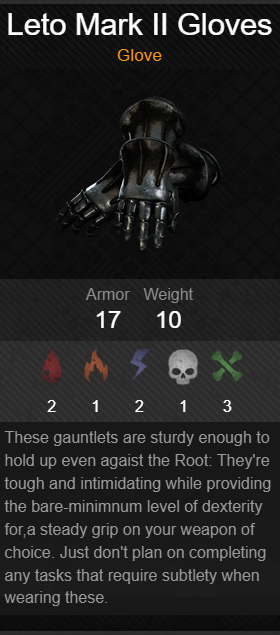 Leto Mark II Gloves
Glove
Armor Weight
17 10
2 1 2 1 3
These gauntlets are sturdy enough to
hold up even agaist the Root: They're
tough and intimidating while providing
the bare-minimnum level of dexterity
for,a steady grip on your weapon of
choice. Just don't plan on completing
any tasks that require subtlety when
wearing these.